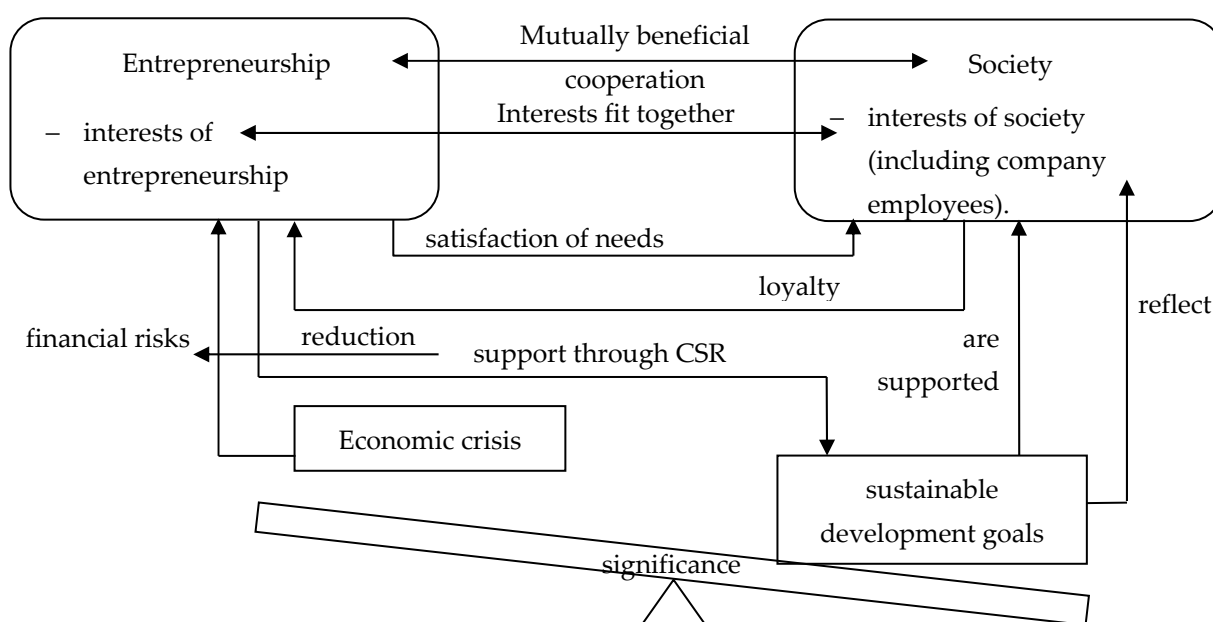 Mutually beneficial
cooperation
Entrepreneurship
– interests of
entrepreneurship
Interests fit together
Society
– interests of society
(including company
employees).
satisfaction of needs
loyalty
reflect
financial risks
reduction
support through CSR
are
supported
Economic crisis
sustainable
development goals
significance